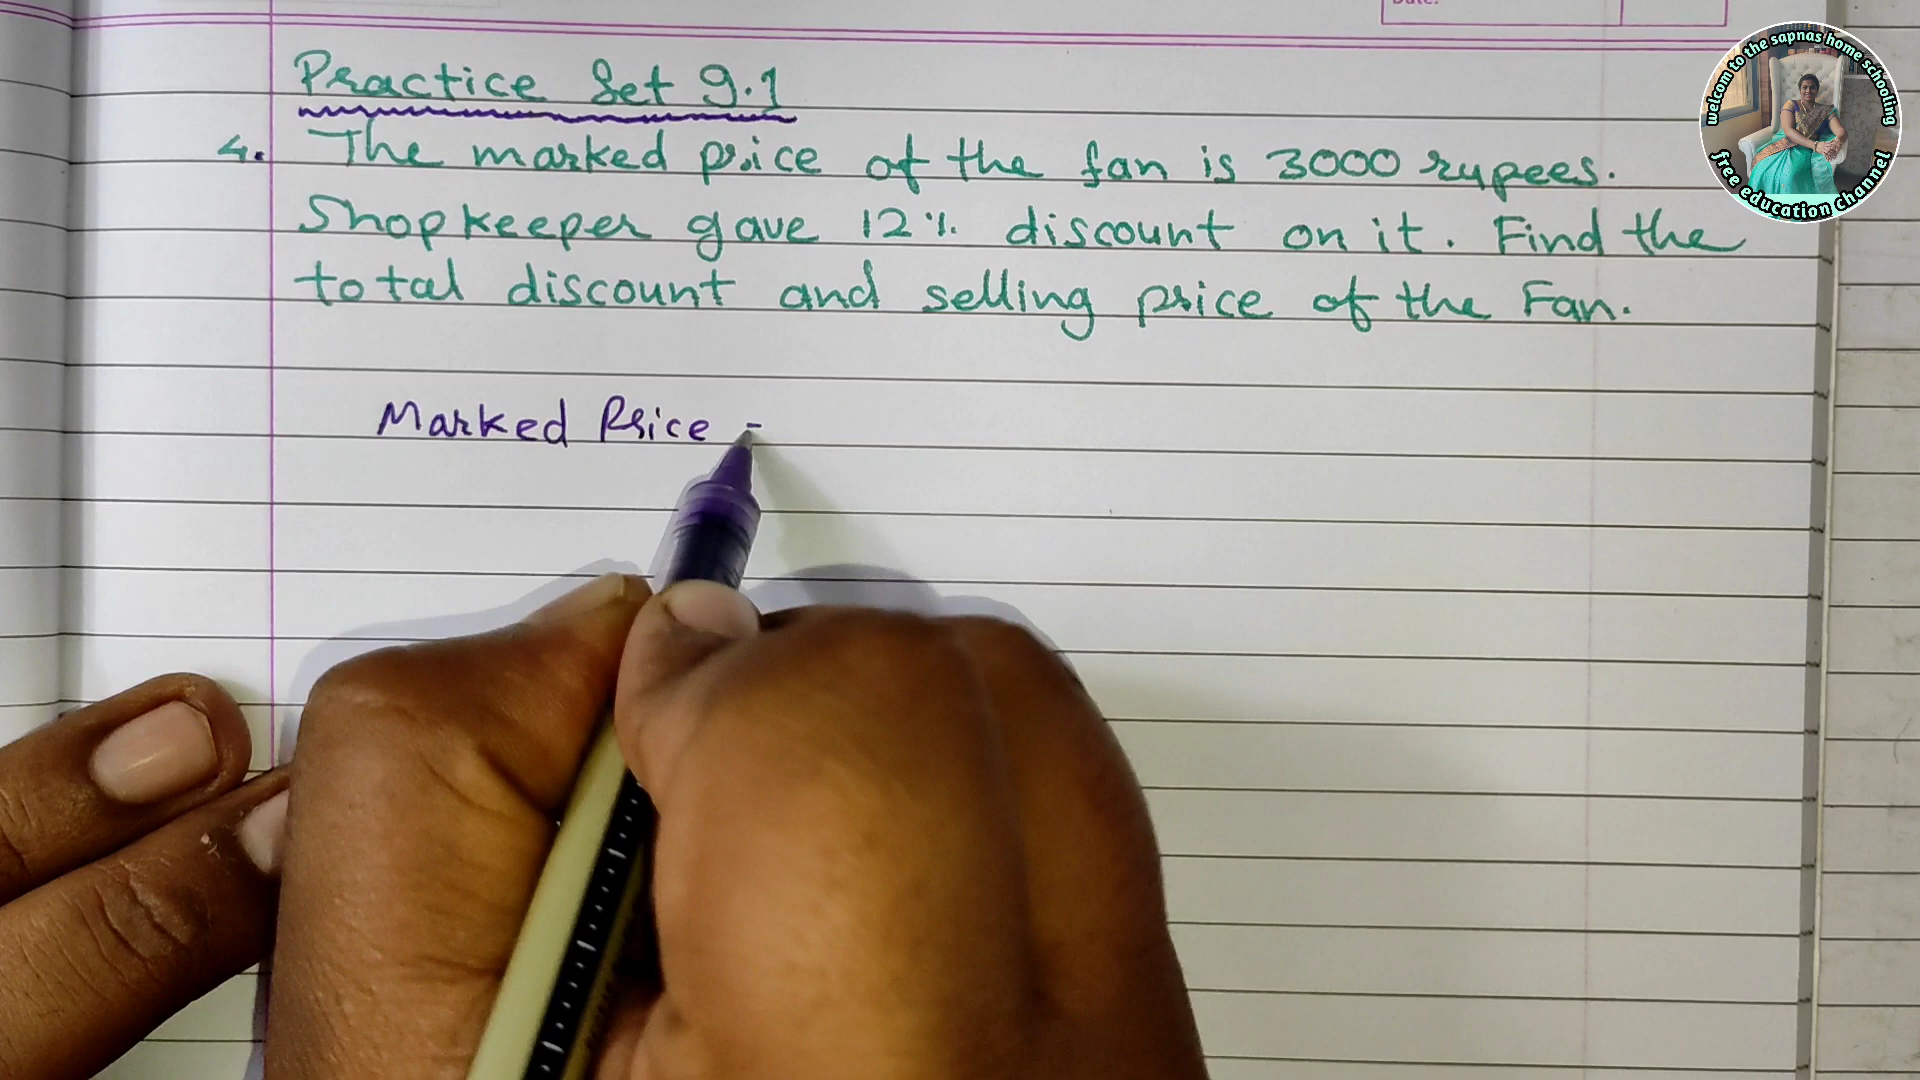 Date:
welcom to the sapnas home schooling
free education channel
Practice Set 9.1
4. The marked price of the fan is 3000 rupees.
Shopkeeper gave 12%. discount on it. Find the
total discount and selling price of the Fan.
Marked Price -